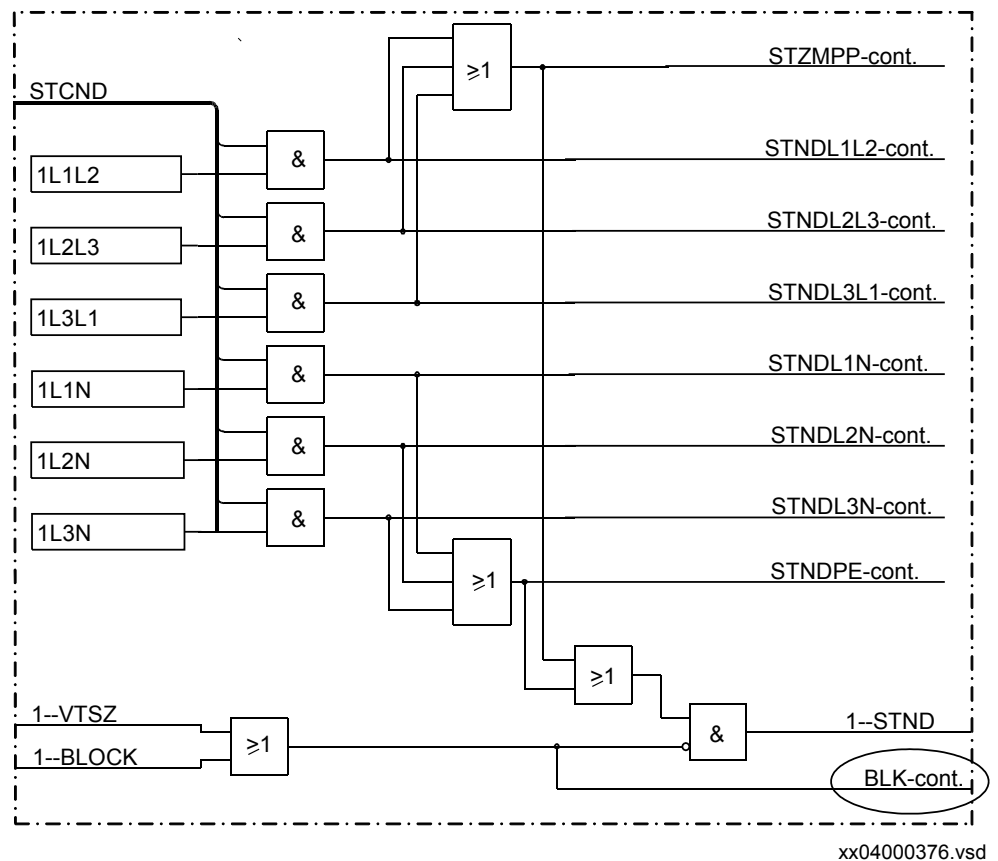 STZMPP-cont.
≥1
STCND
STNDL1L2-cont.
&
1L1L2
STNDL2L3-cont.
&
1L2L3
STNDL3L1-cont.
&
1L3L1
STNDL1N-cont.
&
1L1N
STNDL2N-cont.
&
1L2N
STNDL3N-cont.
&
1L3N
STNDPE-cont.
≥1
≥1
1--VTSZ
1--STND
&
≥1
1--BLOCK
BLK-cont.
xx04000376.vsd